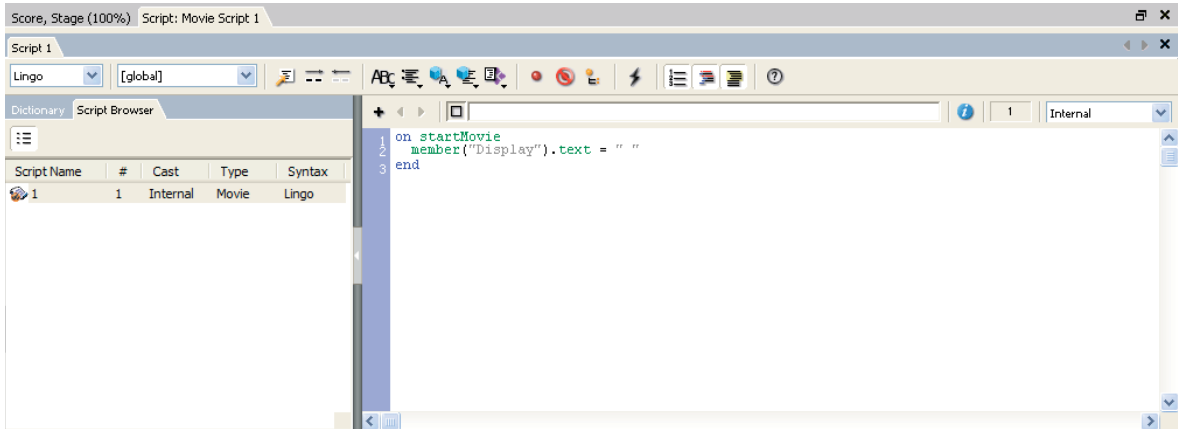 Score, Stage (100%) Script: Movie Script 1
Script 1
Lingo [global] ABC
Dictionary Script Browser
1 Internal
Script Name # Cast Type Syntax
1 1 Internal Movie Lingo
1 on startMovie
2 member("Display").text = " "
3 end